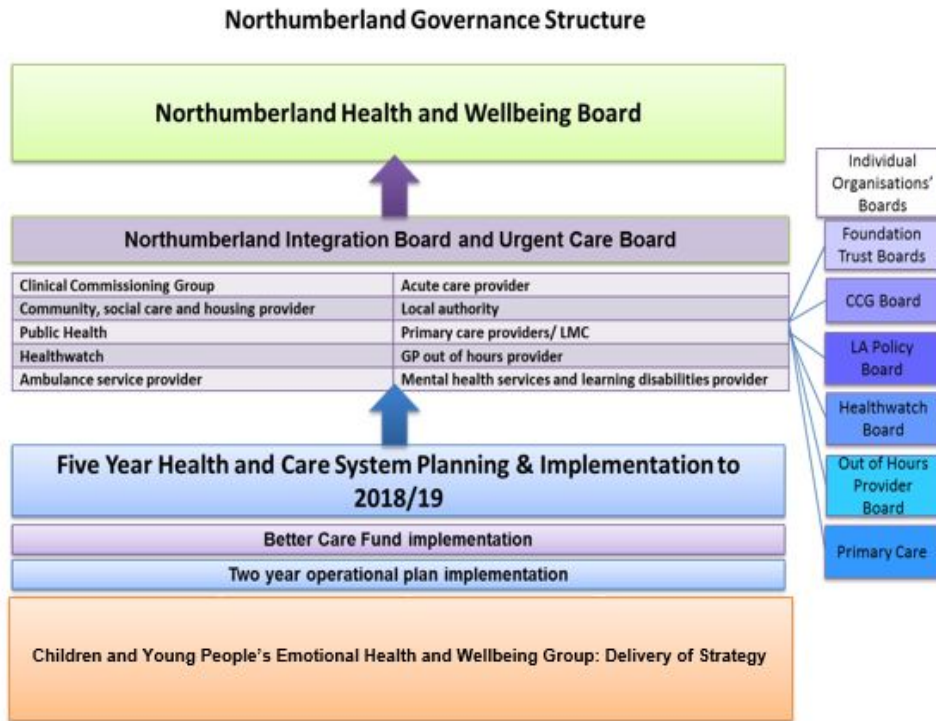 Northumberland Governance Structure
Northumberland Health and Wellbeing Board
Northumberland Integration Board and Urgent Care Board
Clinical Commissioning Group
Acute care provider
Community, social care and housing provider
Local authority
Public Health
Primary care providers/ LMC
Healthwatch
GP out of hours provider
Ambulance service provider
Mental health services and learning disabilities provider
Five Year Health and Care System Planning & Implementation to
2018/19
Better Care Fund implementation
Two year operational plan implementation
Children and Young People's Emotional Health and Wellbeing Group: Delivery of Strategy
Individual
Organisations'
Boards
Foundation
Trust Boards
CCG Board
LA Policy
Board
Healthwatch
Board
Out of Hours
Provider
Board
Primary Care